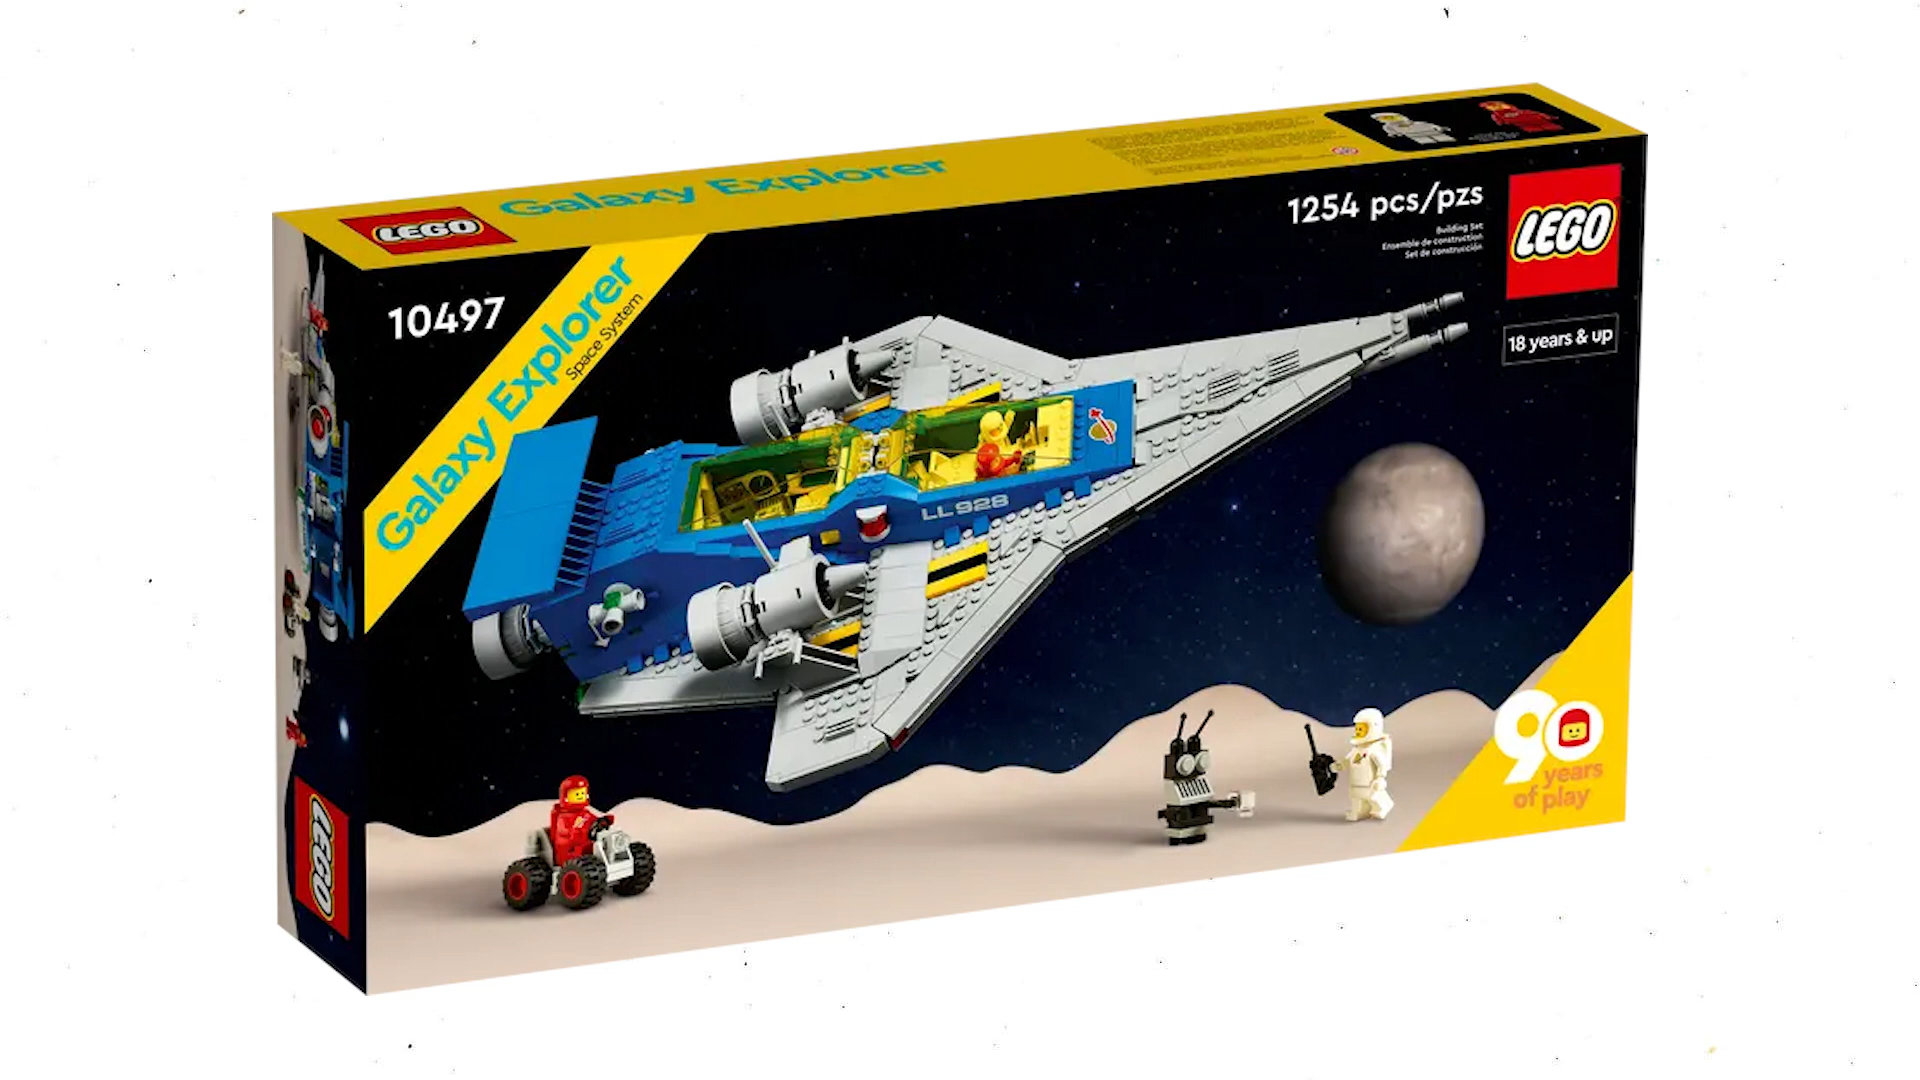 LEGO
Galaxy Explorer
10497
Galaxy Explorer
Space System
1254 pcs/pzs
Building Set
Ensemble de construction
Set de construcción
LEGO
18 years & up
LL 928
90
years
of play
LEGO